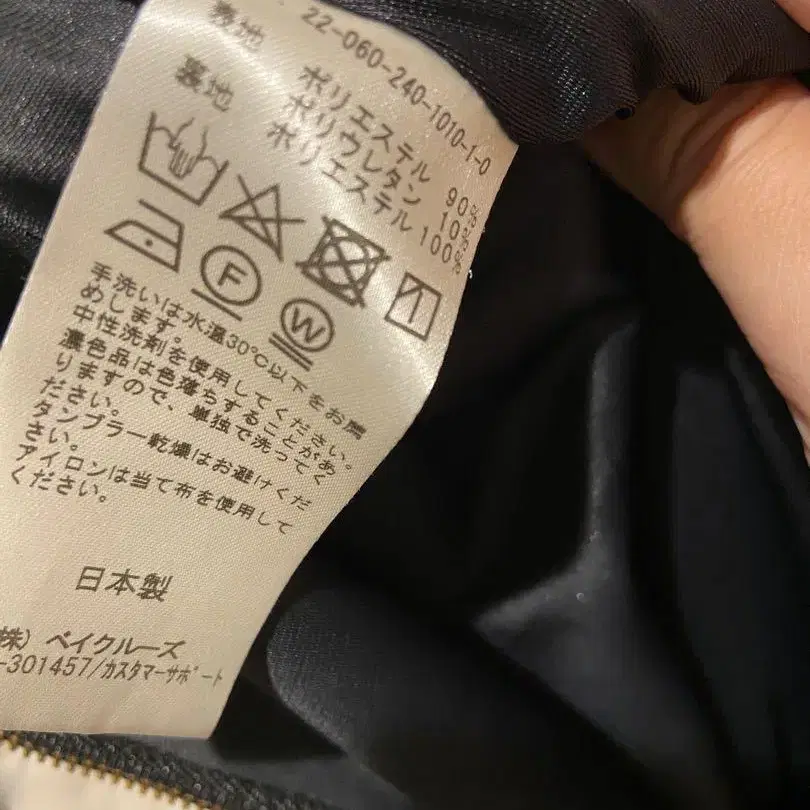 22-060-240-1010-1-0
表地 ポリエステル 90%
ポリウレタン 10%
裏地 ポリエステル 100%
F
W
手洗いは水温30℃以下をお薦
めします。
中性洗剤を使用してください。
濃色品は色落ちすることがあ
りますので、単独で洗ってく
ださい。
タンブラー乾燥はお避けくだ
さい。
アイロンは当て布を使用して
ください。
日本製
株）ベイクルーズ
-301457/カスタマーサポート